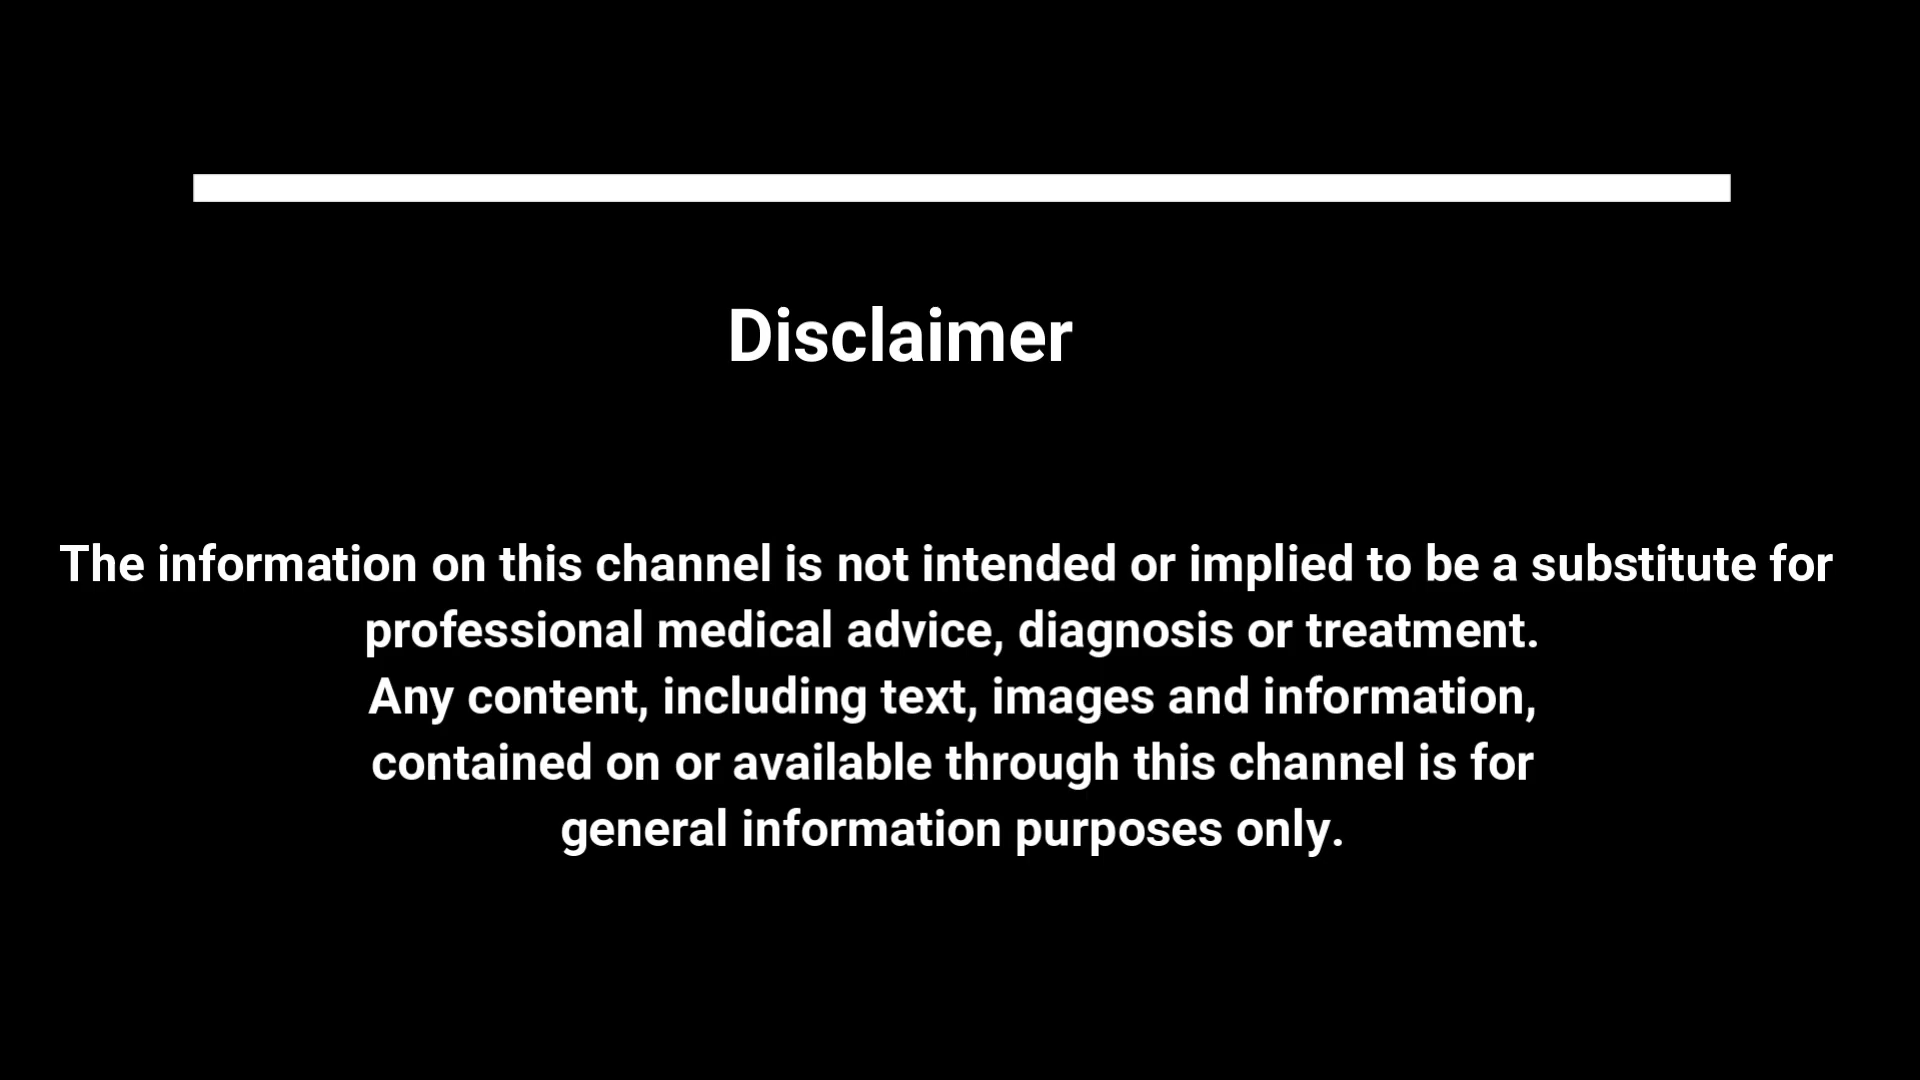 Disclaimer
The information on this channel is not intended or implied to be a substitute for
professional medical advice, diagnosis or treatment.
Any content, including text, images and information,
contained on or available through this channel is for
general information purposes only.